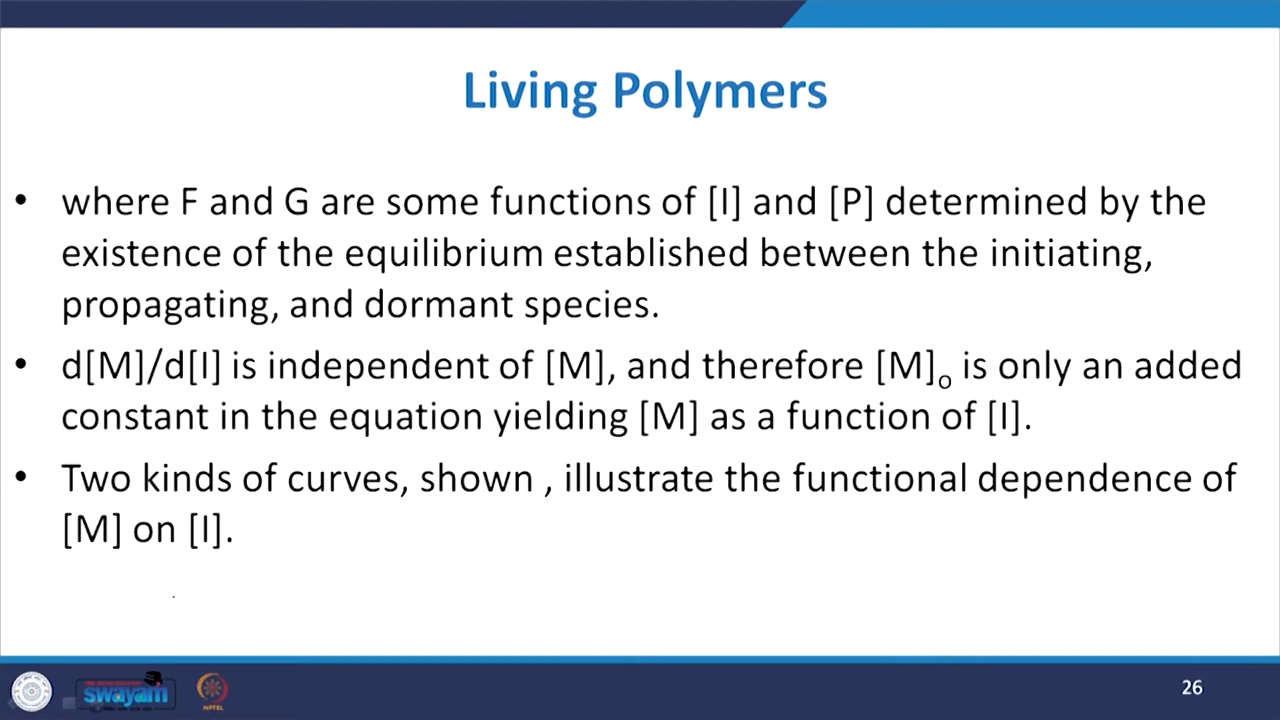 Living Polymers
• where F and G are some functions of [I] and [P] determined by the
existence of the equilibrium established between the initiating,
propagating, and dormant species.
• d[M]/d[I] is independent of [M], and therefore [M]o is only an added
constant in the equation yielding [M] as a function of [I].
• Two kinds of curves, shown , illustrate the functional dependence of
[M] on [I].
swayam
NPTEL
26